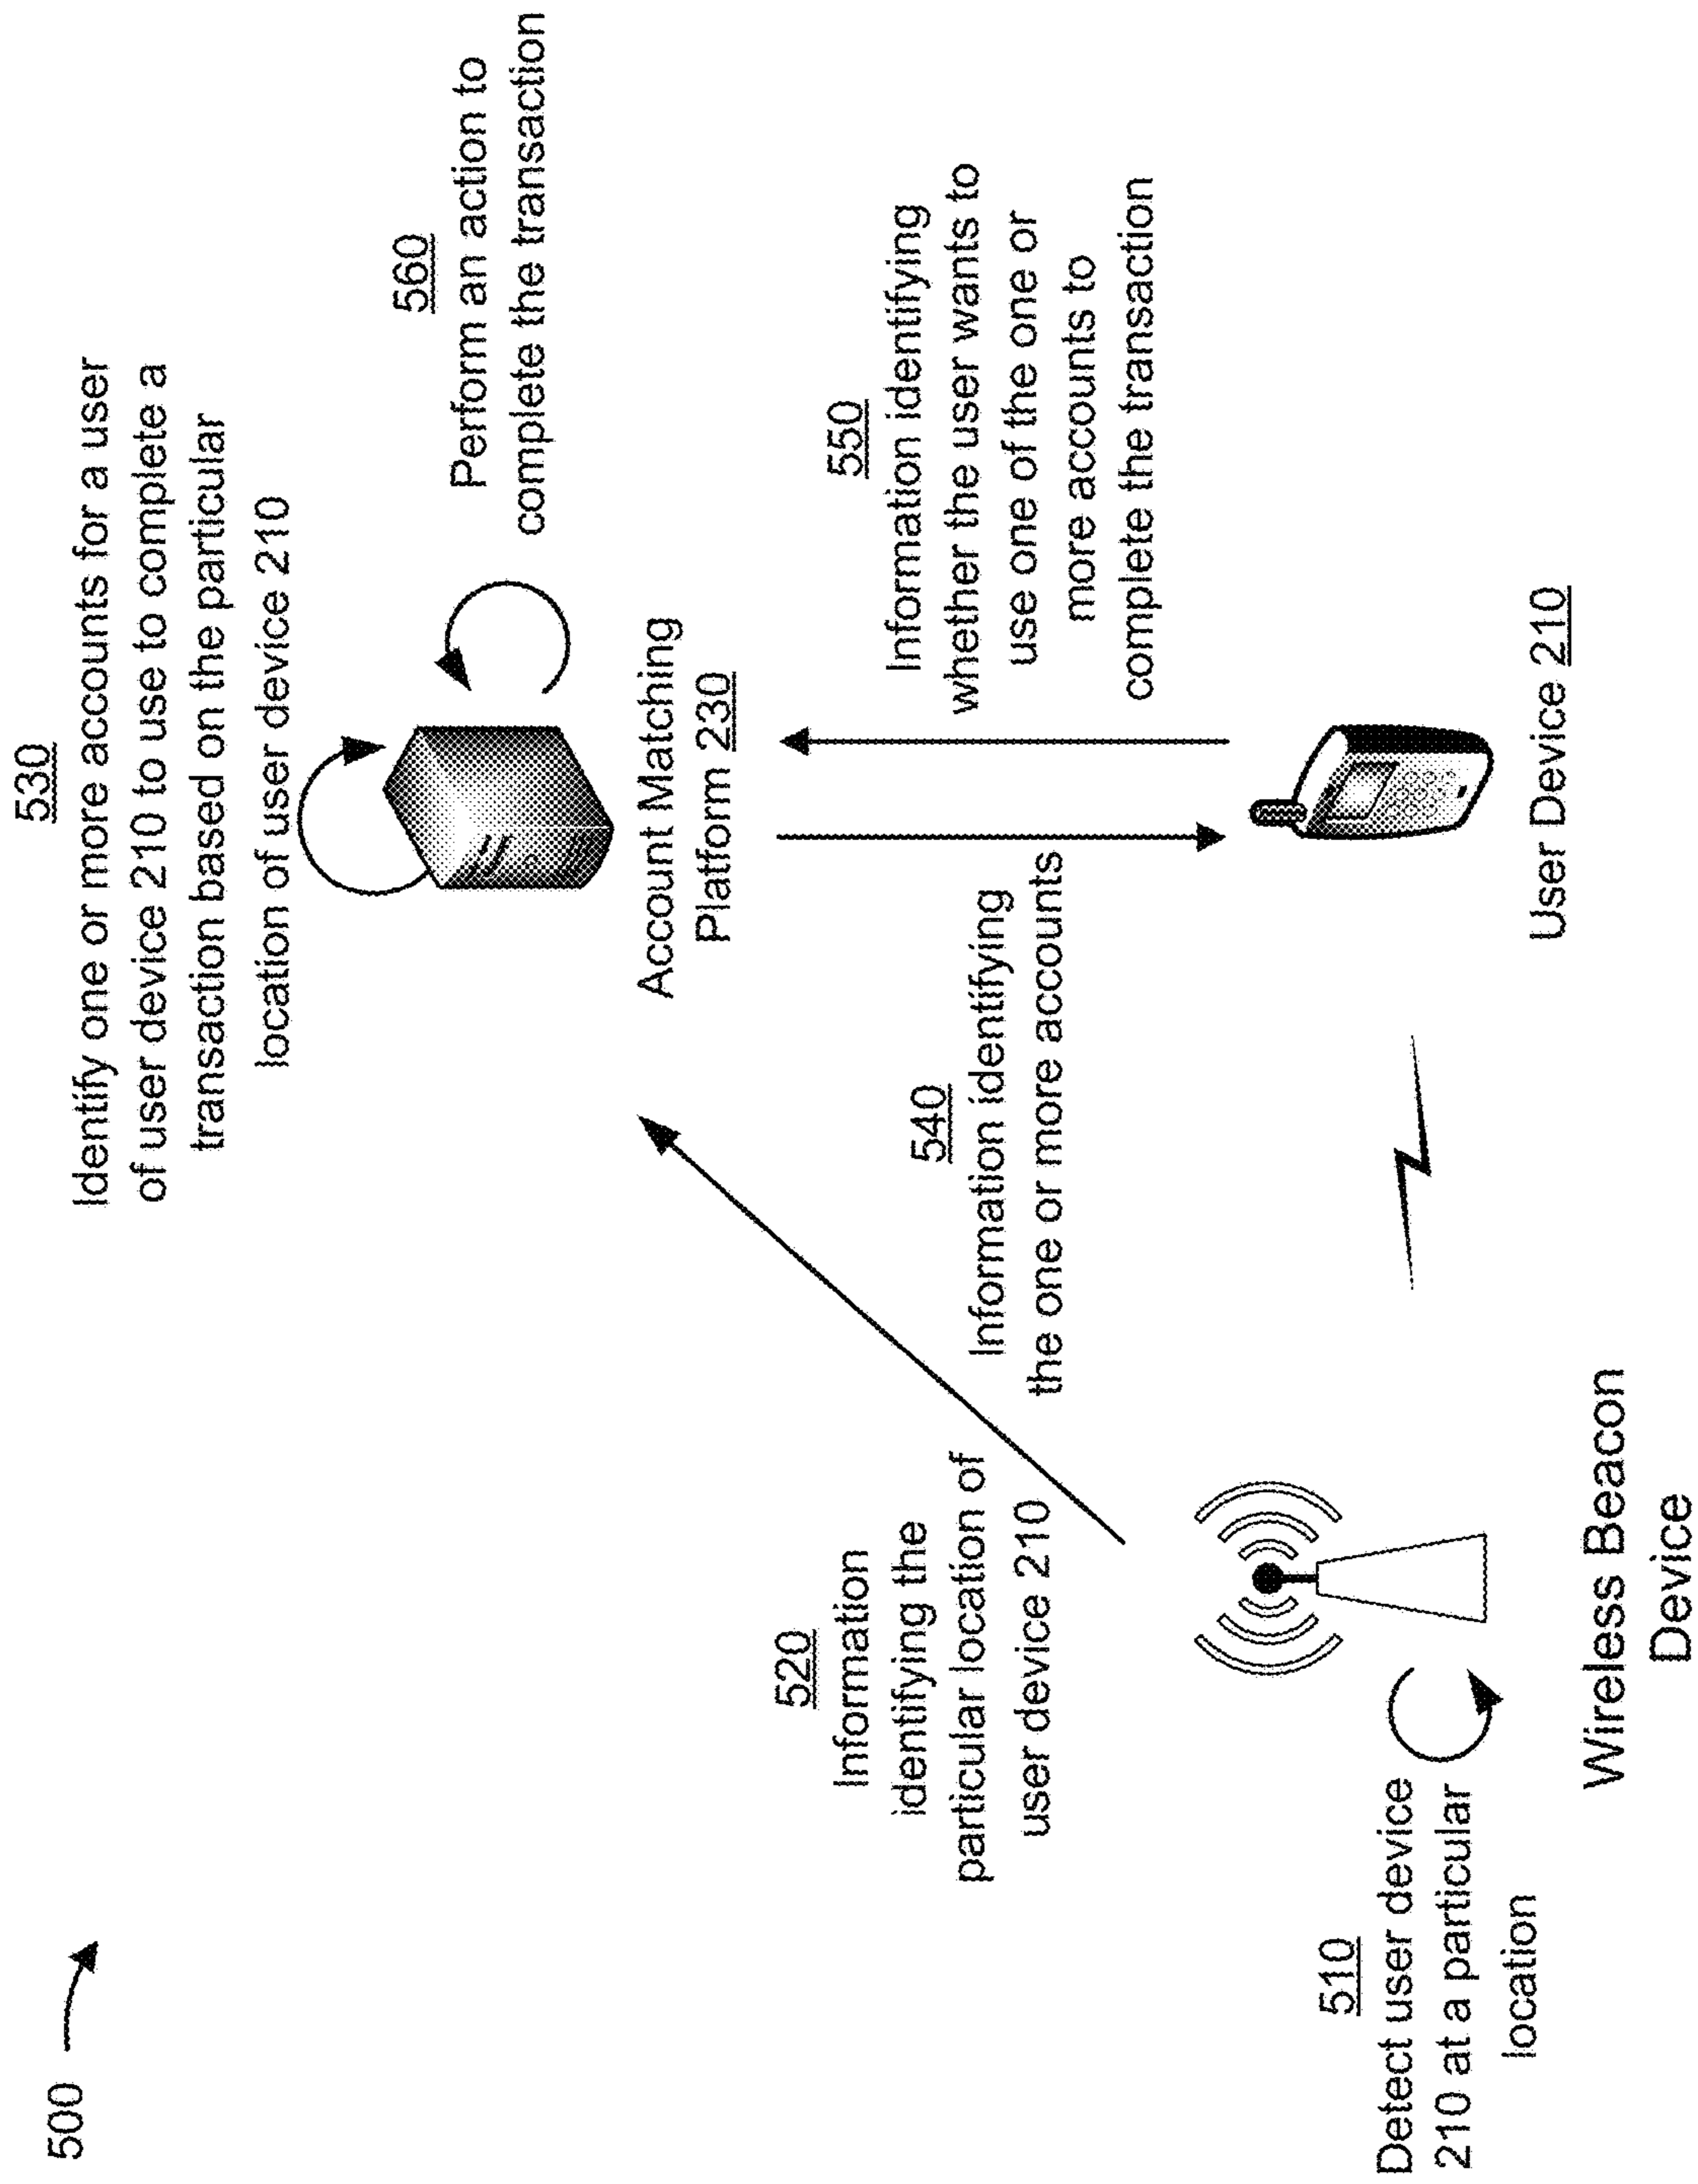 500
530
Identify one or more accounts for a user
of user device 210 to use to complete a
transaction based on the particular
location of user device 210
560
Perform an action to
complete the transaction
Account Matching
Platform 230
520
Information
identifying the
particular location of
user device 210
540
Information identifying
the one or more accounts
550
Information identifying
whether the user wants to
use one of the one or
more accounts to
complete the transaction
510
Detect user device
210 at a particular
location
Wireless Beacon
Device
User Device 210